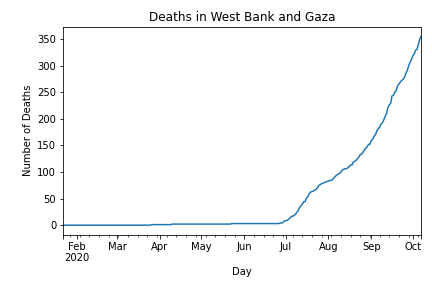 Deaths in West Bank and Gaza
Number of Deaths
350
300
250
200
150
100
50
0
Feb Mar Apr May Jun Jul Aug Sep Oct
2020
Day